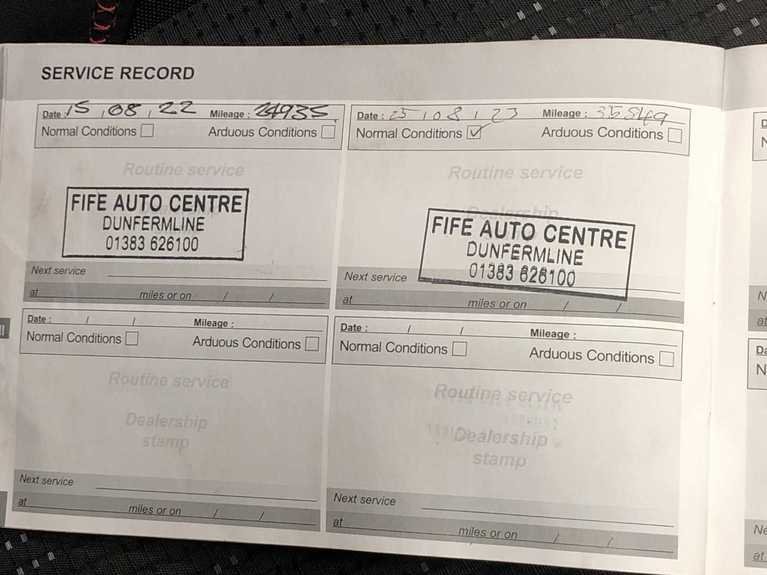 SERVICE RECORD
Date : 15 , 08 , 22 Mileage : 24935
Normal Conditions Arduous Conditions
Routine service
FIFE AUTO CENTRE
DUNFERMLINE
01383 626100
Next service
at miles or on / /
Date : 25 , 08 , 23 Mileage : 35549
Normal Conditions ✓ Arduous Conditions
Routine service
Dealership
FIFE AUTO CENTRE
DUNFERMLINE
01383 626100
Next service
at miles or on / /
Date : / / Mileage :
Normal Conditions Arduous Conditions
Routine service
Dealership
stamp
Next service
at miles or on / /
Date : / / Mileage :
Normal Conditions Arduous Conditions
Routine service
Dealership
stamp
Next service
at miles or on / /